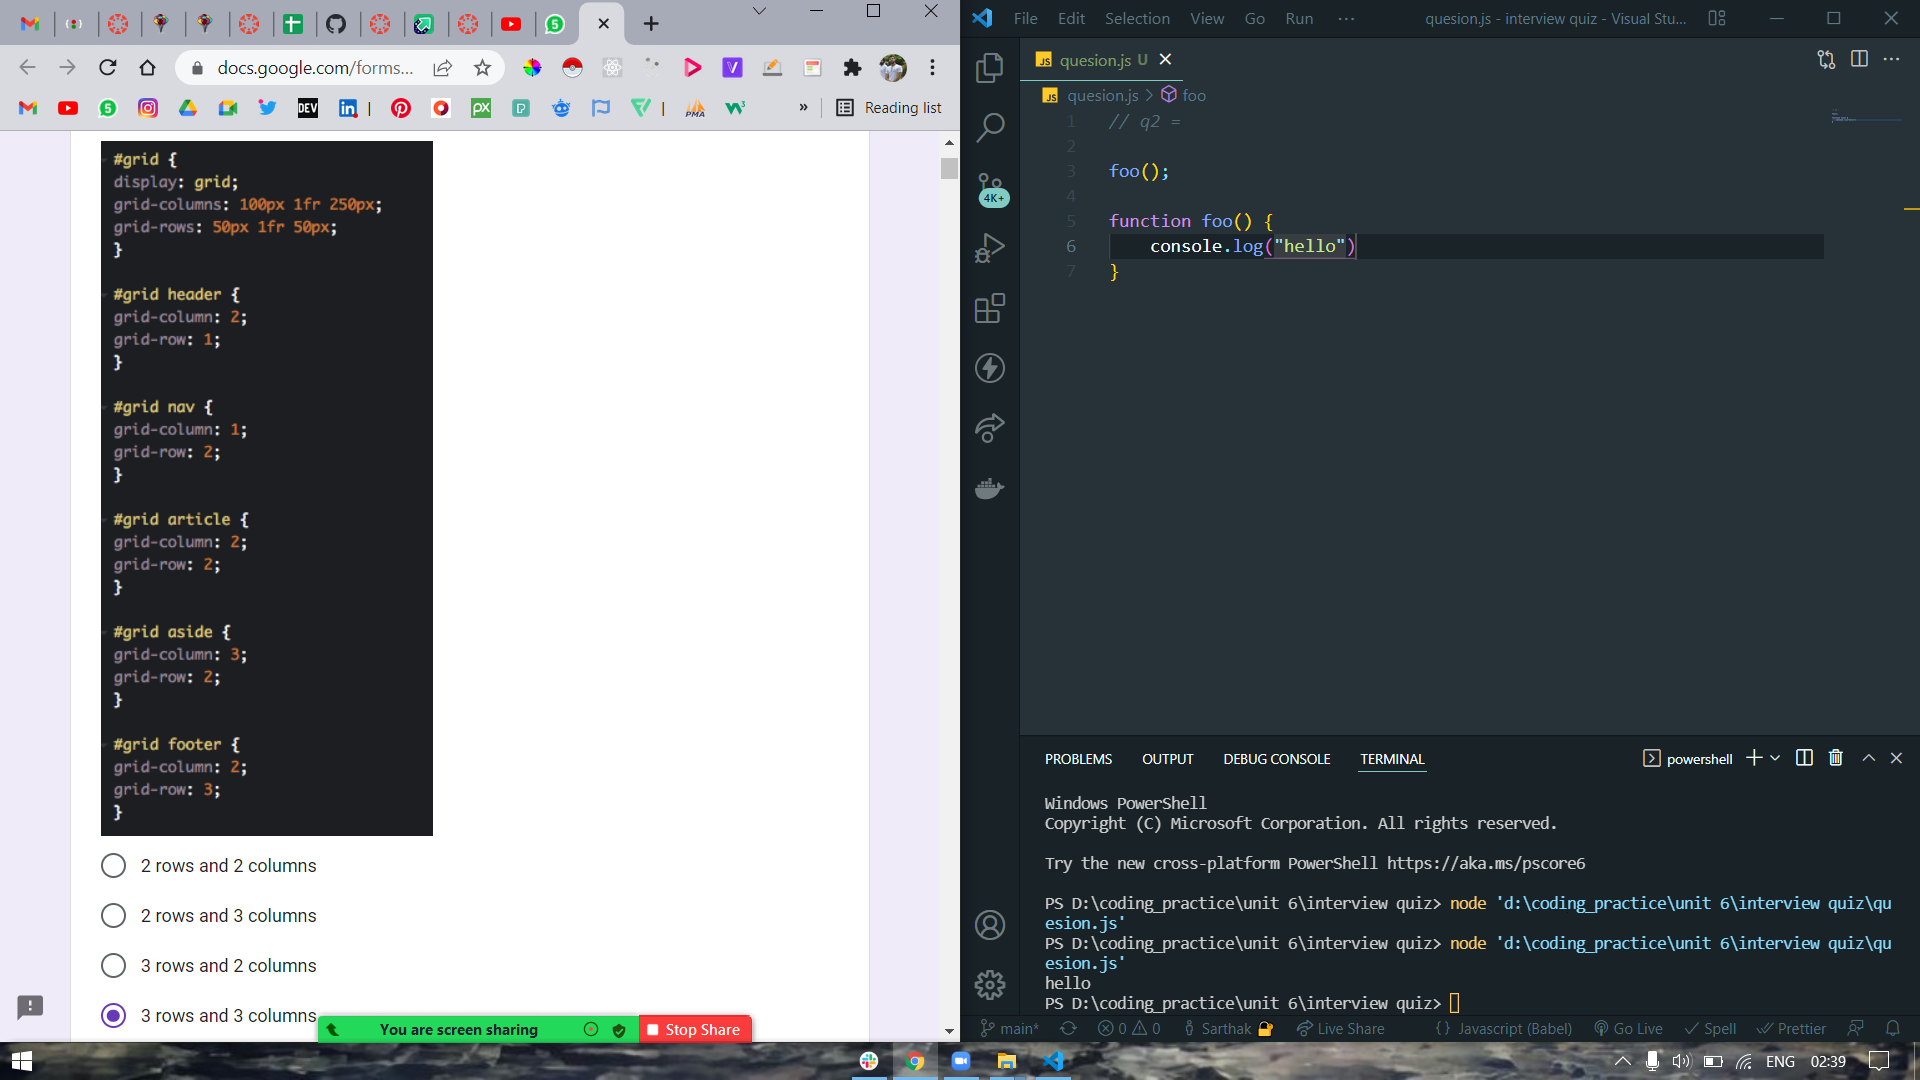 docs.google.com/forms...
DEV
PMA
»
Reading list
#grid {
display: grid;
grid-columns: 100px 1fr 250px;
grid-rows: 50px 1fr 50px;
}
#grid header {
grid-column: 2;
grid-row: 1;
}
#grid nav {
grid-column: 1;
grid-row: 2;
}
#grid article {
grid-column: 2;
grid-row: 2;
}
#grid aside {
grid-column: 3;
grid-row: 2;
}
#grid footer {
grid-column: 2;
grid-row: 3;
}
2 rows and 2 columns
2 rows and 3 columns
3 rows and 2 columns
3 rows and 3 columns
You are screen sharing
Stop Share
File Edit Selection View Go Run ···
quesion.js - interview quiz - Visual Stu...
JS quesion.js U
JS quesion.js > foo
4K+
1 // q2 =
2
3 foo();
4
5 function foo() {
6 console.log("hello")
7 }
PROBLEMS OUTPUT DEBUG CONSOLE TERMINAL
powershell
Windows PowerShell
Copyright (C) Microsoft Corporation. All rights reserved.
Try the new cross-platform PowerShell https://aka.ms/pscore6
PS D:\coding_practice\unit 6\interview quiz> node 'd:\coding_practice\unit 6\interview quiz\qu
esion.js'
PS D:\coding_practice\unit 6\interview quiz> node 'd:\coding_practice\unit 6\interview quiz\qu
esion.js'
hello
PS D:\coding_practice\unit 6\interview quiz>
main* 0 0 Sarthak Live Share {} Javascript (Babel) Go Live Spell Prettier
ENG 02:39